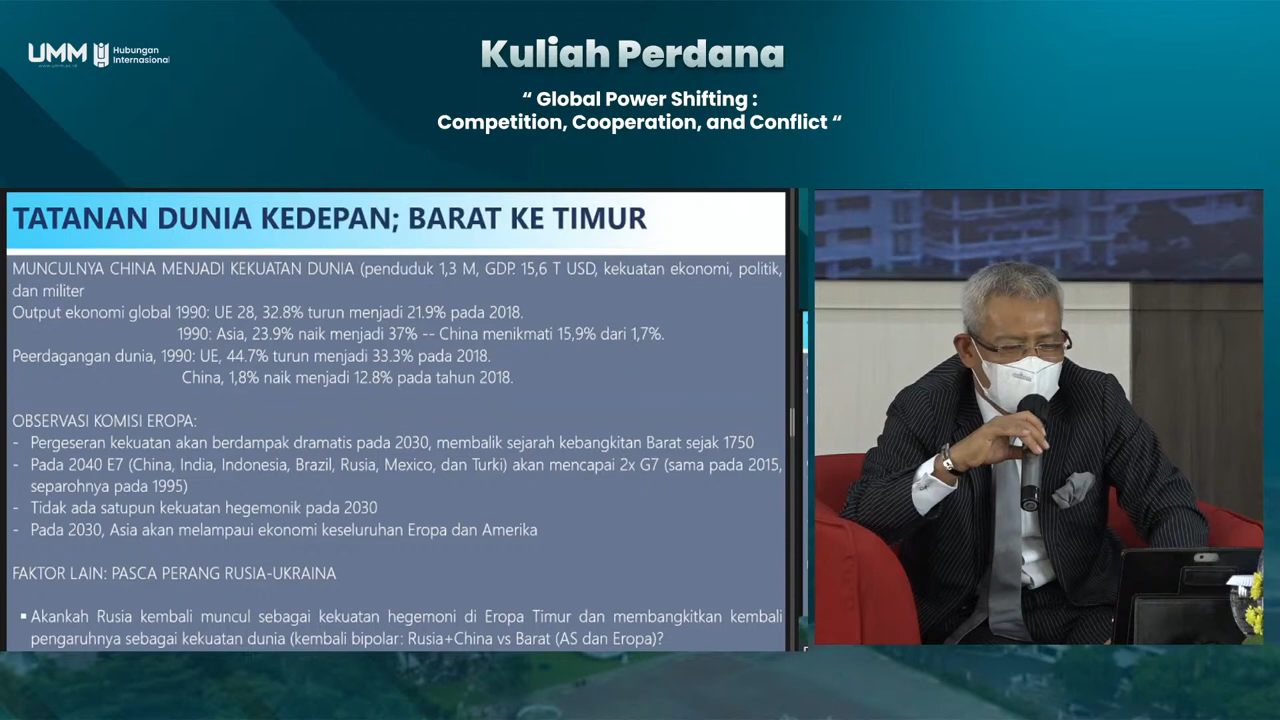 UMM
Hubungan
Internasional
Kuliah Perdana
“ Global Power Shifting :
Competition, Cooperation, and Conflict “
TATANAN DUNIA KEDEPAN; BARAT KE TIMUR
MUNCULNYA CHINA MENJADI KEKUATAN DUNIA (penduduk 1,3 M, GDP. 15,6 T USD, kekuatan ekonomi, politik,
dan militer
Output ekonomi global 1990: UE 28, 32.8% turun menjadi 21.9% pada 2018.
1990: Asia, 23.9% naik menjadi 37% -- China menikmati 15,9% dari 1,7%.
Peerdagangan dunia, 1990: UE, 44.7% turun menjadi 33.3% pada 2018.
China, 1,8% naik menjadi 12.8% pada tahun 2018.
OBSERVASI KOMISI EROPA:
- Pergeseran kekuatan akan berdampak dramatis pada 2030, membalik sejarah kebangkitan Barat sejak 1750
- Pada 2040 E7 (China, India, Indonesia, Brazil, Rusia, Mexico, dan Turki) akan mencapai 2x G7 (sama pada 2015,
separohnya pada 1995)
- Tidak ada satupun kekuatan hegemonik pada 2030
- Pada 2030, Asia akan melampaui ekonomi keseluruhan Eropa dan Amerika
FAKTOR LAIN: PASCA PERANG RUSIA-UKRAINA
▪ Akankah Rusia kembali muncul sebagai kekuatan hegemoni di Eropa Timur dan membangkitkan kembali
pengaruhnya sebagai kekuatan dunia (kembali bipolar: Rusia+China vs Barat (AS dan Eropa)?